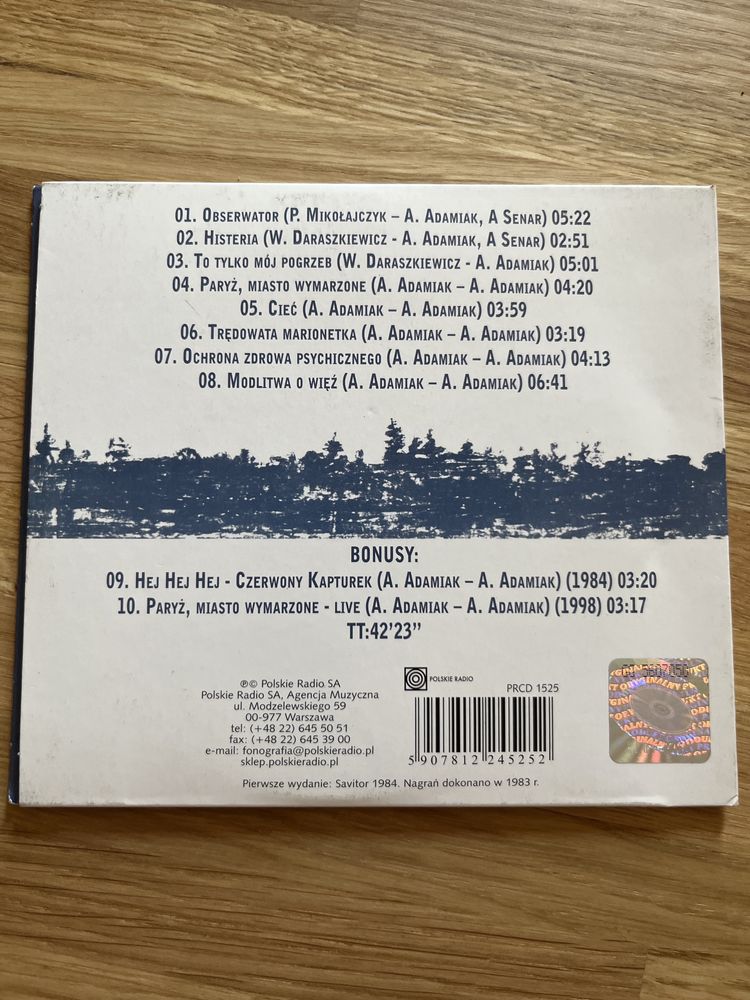 01. Obserwator (P. Mikołajczyk – A. Adamiak, A Senar) 05:22
02. Histeria (W. Daraszkiewicz - A. Adamiak, A Senar) 02:51
03. To tylko mój pogrzeb (W. Daraszkiewicz - A. Adamiak) 05:01
04. Paryż, miasto wymarzone (A. Adamiak – A. Adamiak) 04:20
05. Cieć (A. Adamiak – A. Adamiak) 03:59
06. Trędowata marionetka (A. Adamiak – A. Adamiak) 03:19
07. Ochrona zdrowa psychicznego (A. Adamiak – A. Adamiak) 04:13
08. Modlitwa o więź (A. Adamiak – A. Adamiak) 06:41
BONUSY:
09. Hej Hej Hej - Czerwony Kapturek (A. Adamiak – A. Adamiak) (1984) 03:20
10. Paryż, miasto wymarzone - live (A. Adamiak – A. Adamiak) (1998) 03:17
TT:42'23"
℗© Polskie Radio SA
Polskie Radio SA, Agencja Muzyczna
ul. Modzelewskiego 59
00-977 Warszawa
tel: (+48 22) 645 50 51
fax: (+48 22) 645 39 00
e-mail: fonografia@polskieradio.pl
sklep.polskieradio.pl
POLSKIE RADIO
PRCD 1525
5 907812 245252
Pierwsze wydanie: Savitor 1984. Nagrań dokonano w 1983 r.
ORYGINALNY